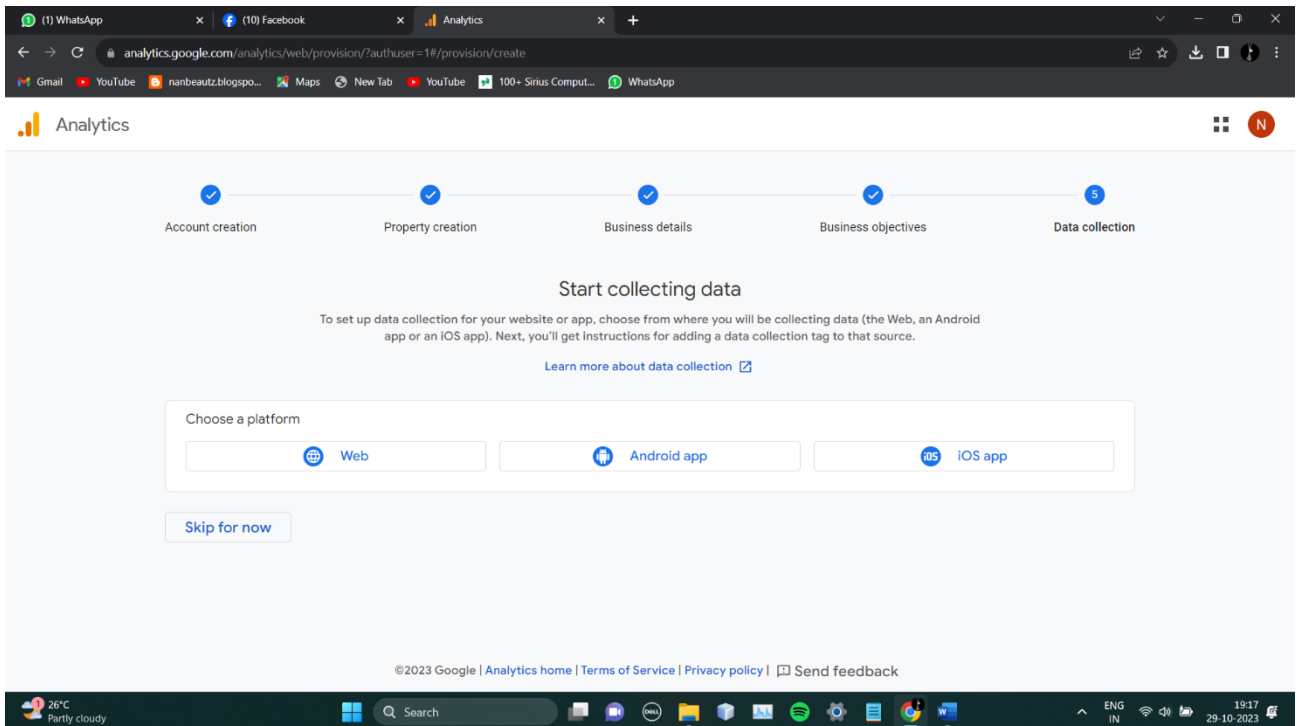 (1) WhatsApp
(10) Facebook
Analytics
analytics.google.com/analytics/web/provision/?authuser=1#/provision/create
Gmail YouTube nanbeautz.blogspo... Maps New Tab YouTube 100+ Sirius Comput... WhatsApp
Analytics
N
5
Account creation Property creation Business details Business objectives Data collection
Start collecting data
To set up data collection for your website or app, choose from where you will be collecting data (the Web, an Android
app or an iOS app). Next, you'll get instructions for adding a data collection tag to that source.
Learn more about data collection
Choose a platform
Web
Android app
iOS iOS app
Skip for now
©2023 Google | Analytics home | Terms of Service | Privacy policy | Send feedback
1
26°C
Partly cloudy
Search
DELL
W
ENG
IN
19:17
29-10-2023